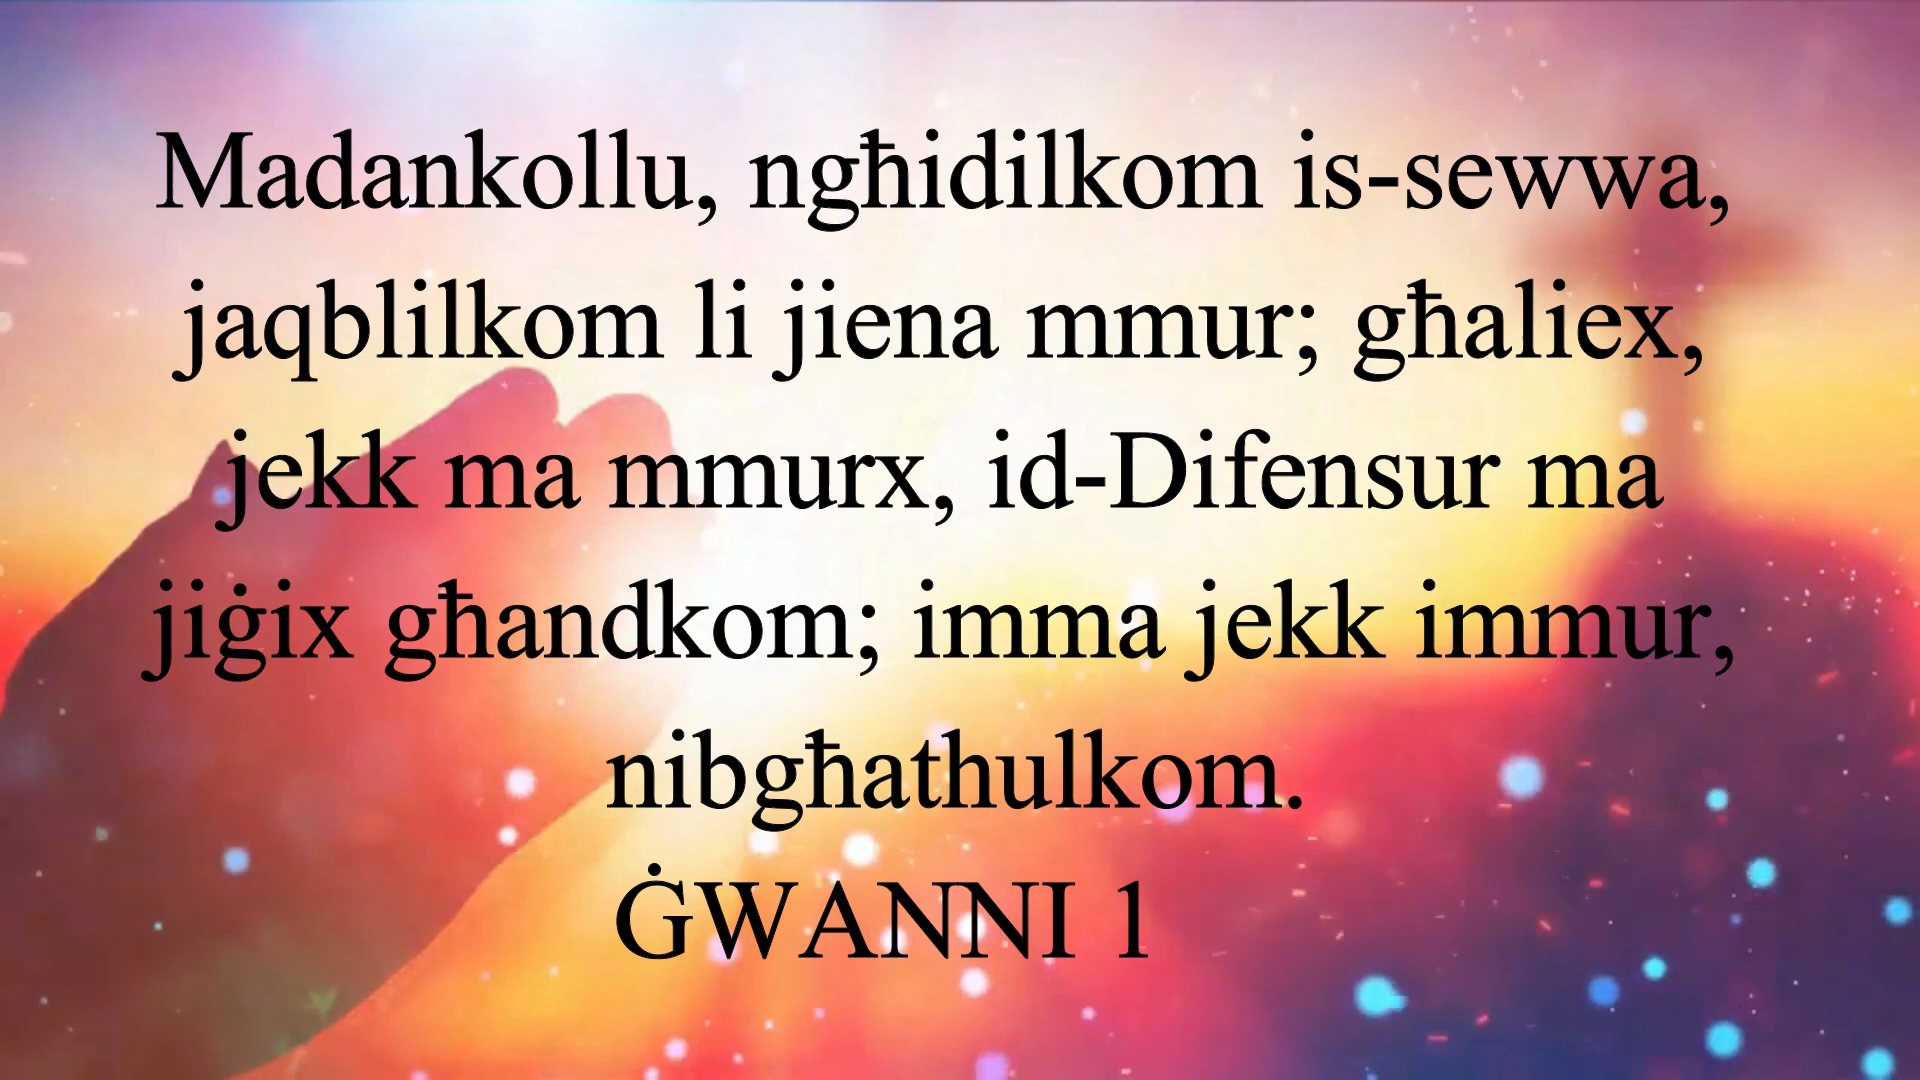 Madankollu, ngħidilkom is-sewwa,
jaqblilkom li jiena mmur; għaliex,
jekk ma mmurx, id-Difensur ma
jiġix għandkom; imma jekk immur,
nibgħathulkom.
ĠWANNI 1